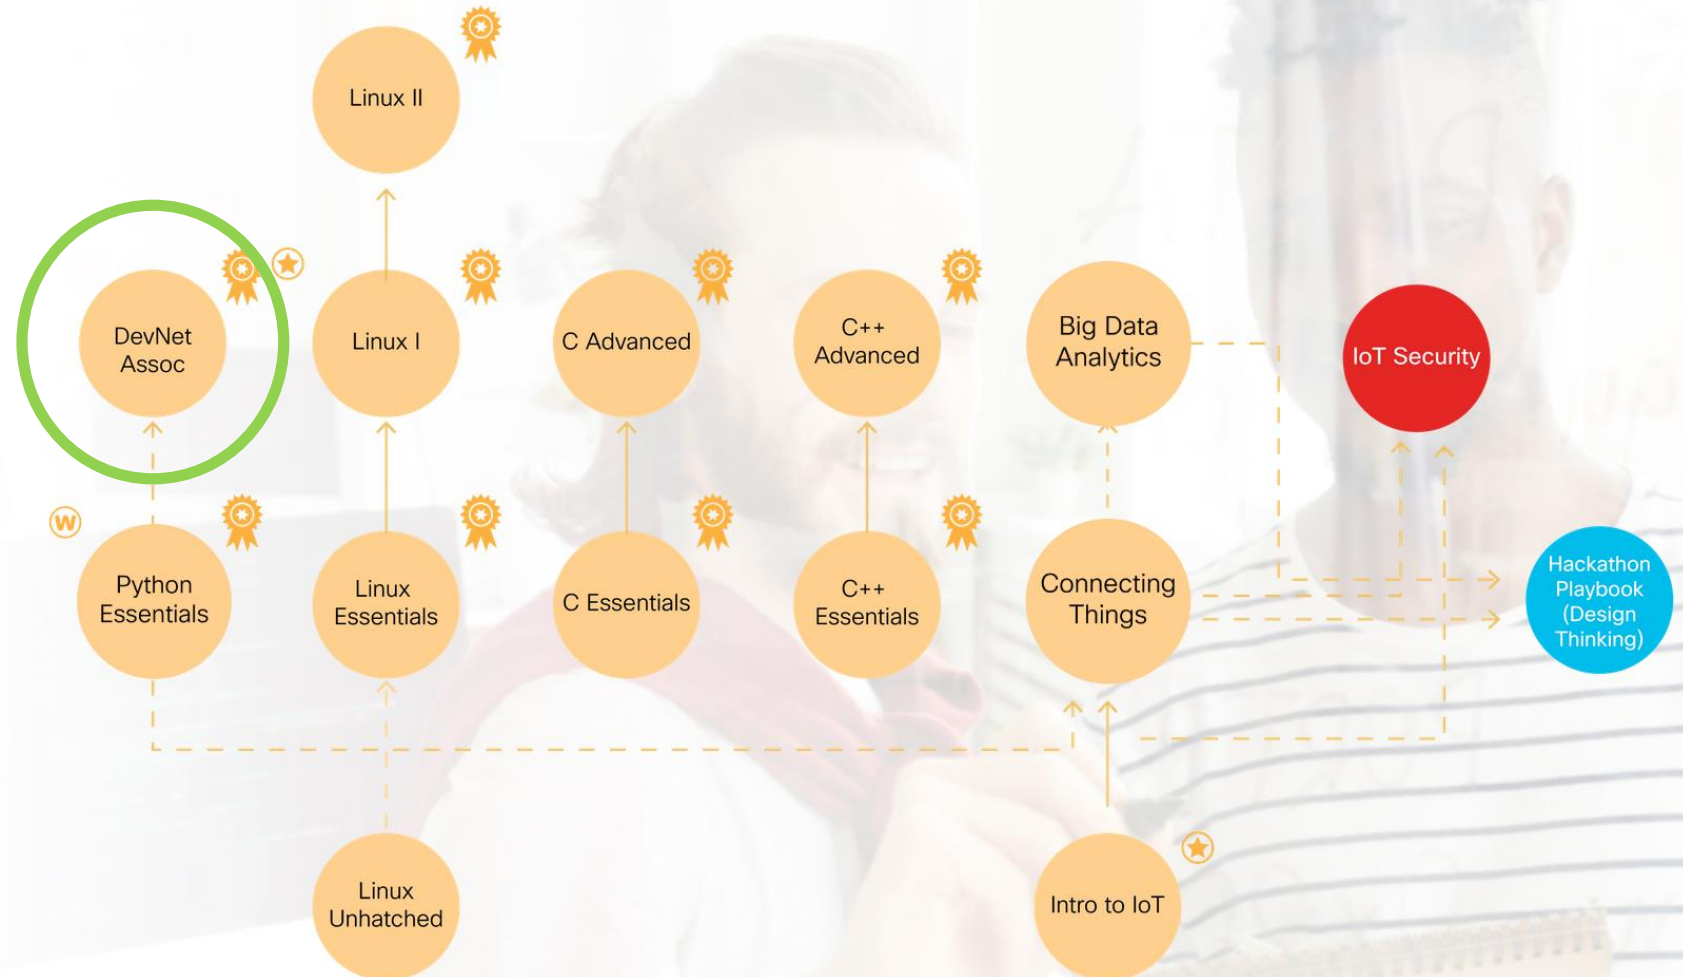 Linux II
DevNet
Assoc
Linux I
C Advanced
C++
Advanced
Big Data
Analytics
IoT Security
W
Python
Essentials
Linux
Essentials
C Essentials
C++
Essentials
Connecting
Things
Hackathon
Playbook
(Design
Thinking)
Linux
Unhatched
Intro to IoT